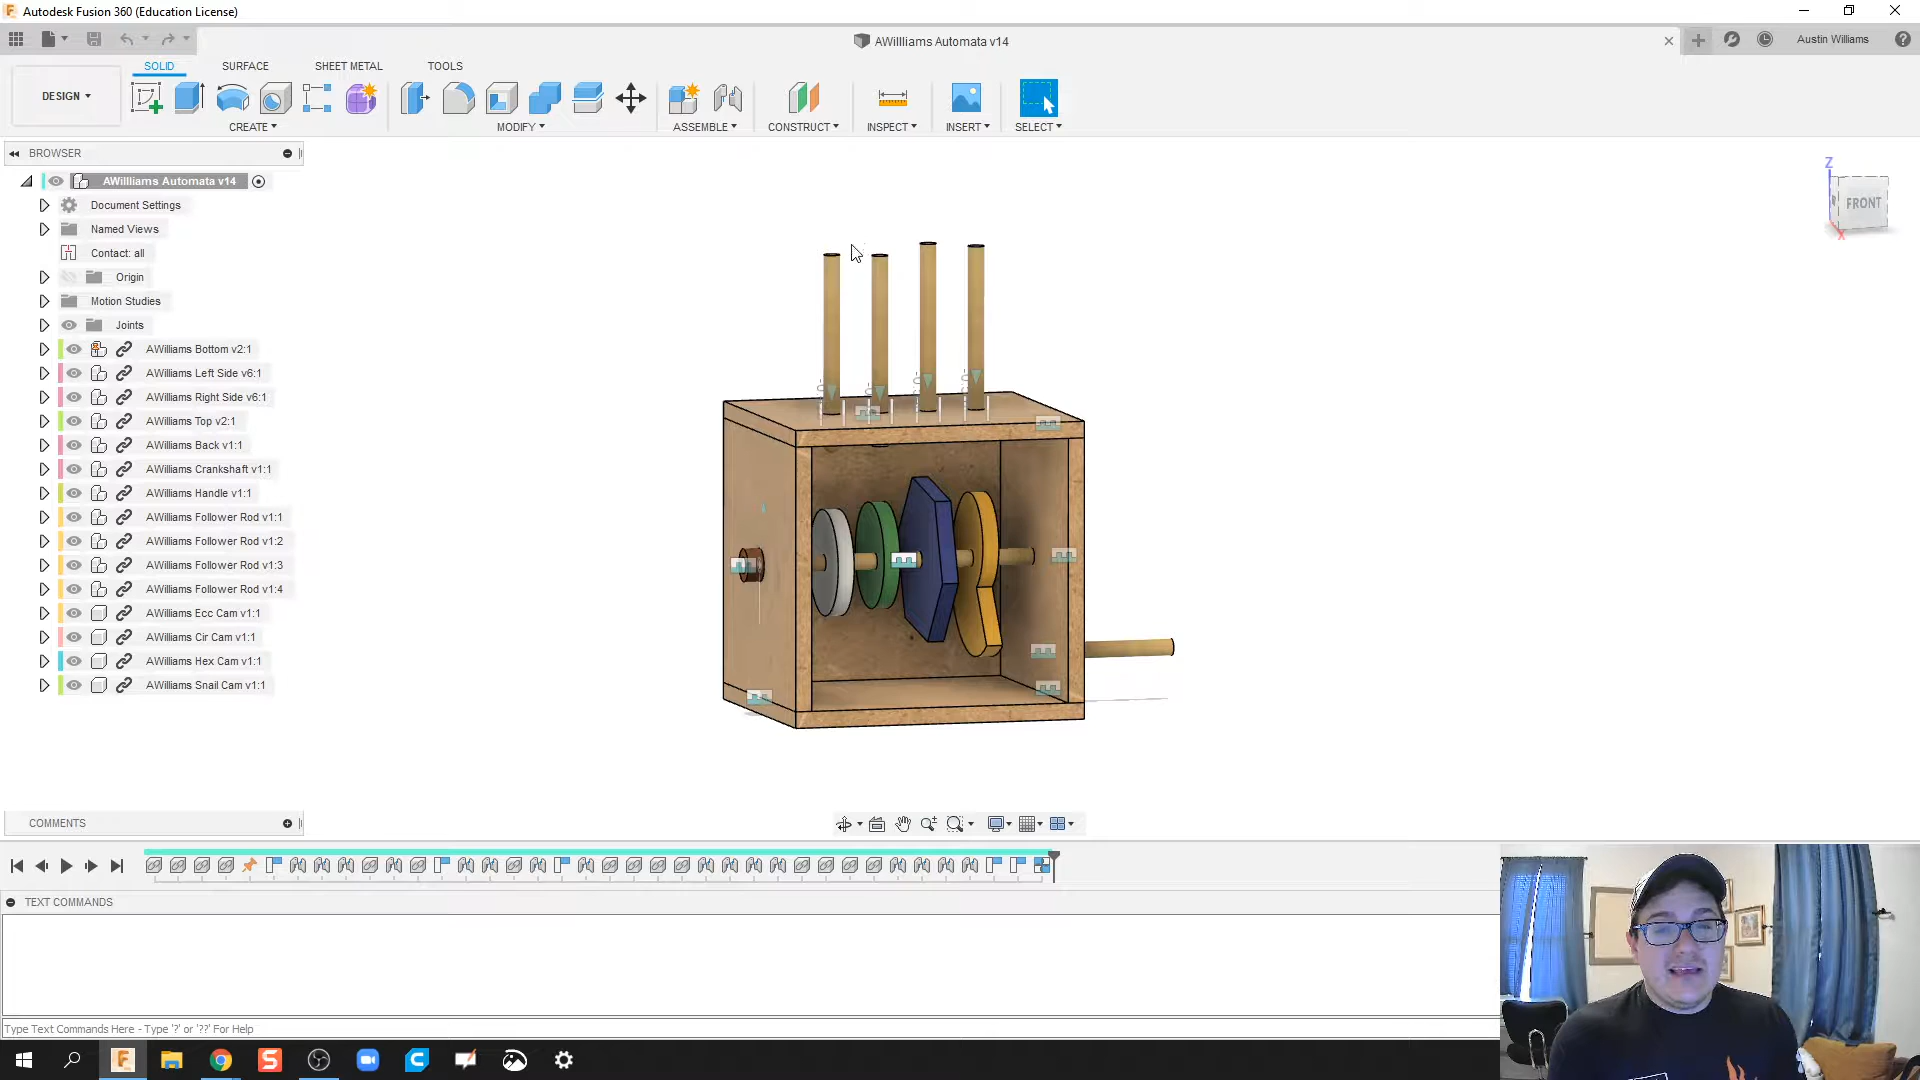 Autodesk Fusion 360 (Education License)
AWillliams Automata v14
Austin Williams
DESIGN
SOLID
SURFACE
SHEET METAL
TOOLS
CREATE
MODIFY
ASSEMBLE
CONSTRUCT
INSPECT
INSERT
SELECT
BROWSER
AWillliams Automata v14
Document Settings
Named Views
Contact: all
Origin
Motion Studies
Joints
AWilliams Bottom v2:1
AWilliams Left Side v6:1
AWilliams Right Side v6:1
AWilliams Top v2:1
AWilliams Back v1:1
AWilliams Crankshaft v1:1
AWilliams Handle v1:1
AWilliams Follower Rod v1:1
AWilliams Follower Rod v1:2
AWilliams Follower Rod v1:3
AWilliams Follower Rod v1:4
AWilliams Ecc Cam v1:1
AWilliams Cir Cam v1:1
AWilliams Hex Cam v1:1
AWilliams Snail Cam v1:1
Z
FRONT
X
COMMENTS
TEXT COMMANDS
Type Text Commands Here - Type '?' or '??' For Help